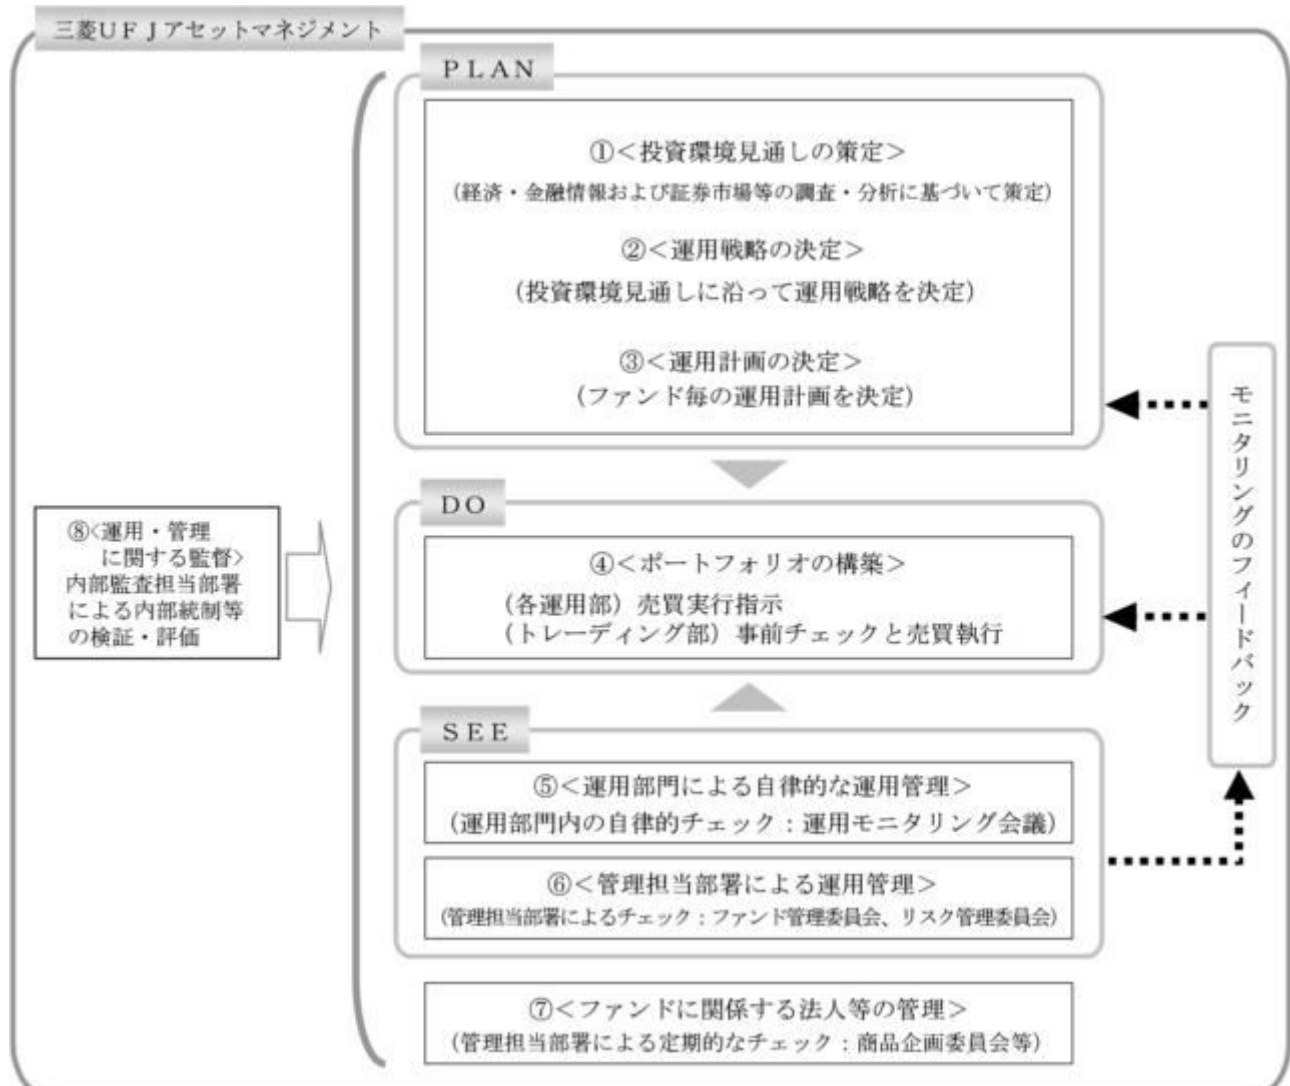 三菱ＵＦＪアセットマネジメント
ＰＬＡＮ
①＜投資環境見通しの策定＞
（経済・金融情報および証券市場等の調査・分析に基づいて策定）
②＜運用戦略の決定＞
（投資環境見通しに沿って運用戦略を決定）
③＜運用計画の決定＞
（ファンド毎の運用計画を決定）
ＤＯ
④＜ポートフォリオの構築＞
（各運用部）売買実行指示
（トレーディング部）事前チェックと売買執行
ＳＥＥ
⑤＜運用部門による自律的な運用管理＞
（運用部門内の自律的チェック：運用モニタリング会議）
⑥＜管理担当部署による運用管理＞
（管理担当部署によるチェック：ファンド管理委員会、リスク管理委員会）
⑦＜ファンドに関係する法人等の管理＞
（管理担当部署による定期的なチェック：商品企画委員会等）
⑧<運用・管理
に関する監督>
内部監査担当部署
による内部統制等
の検証・評価
モニタリングのフィードバック